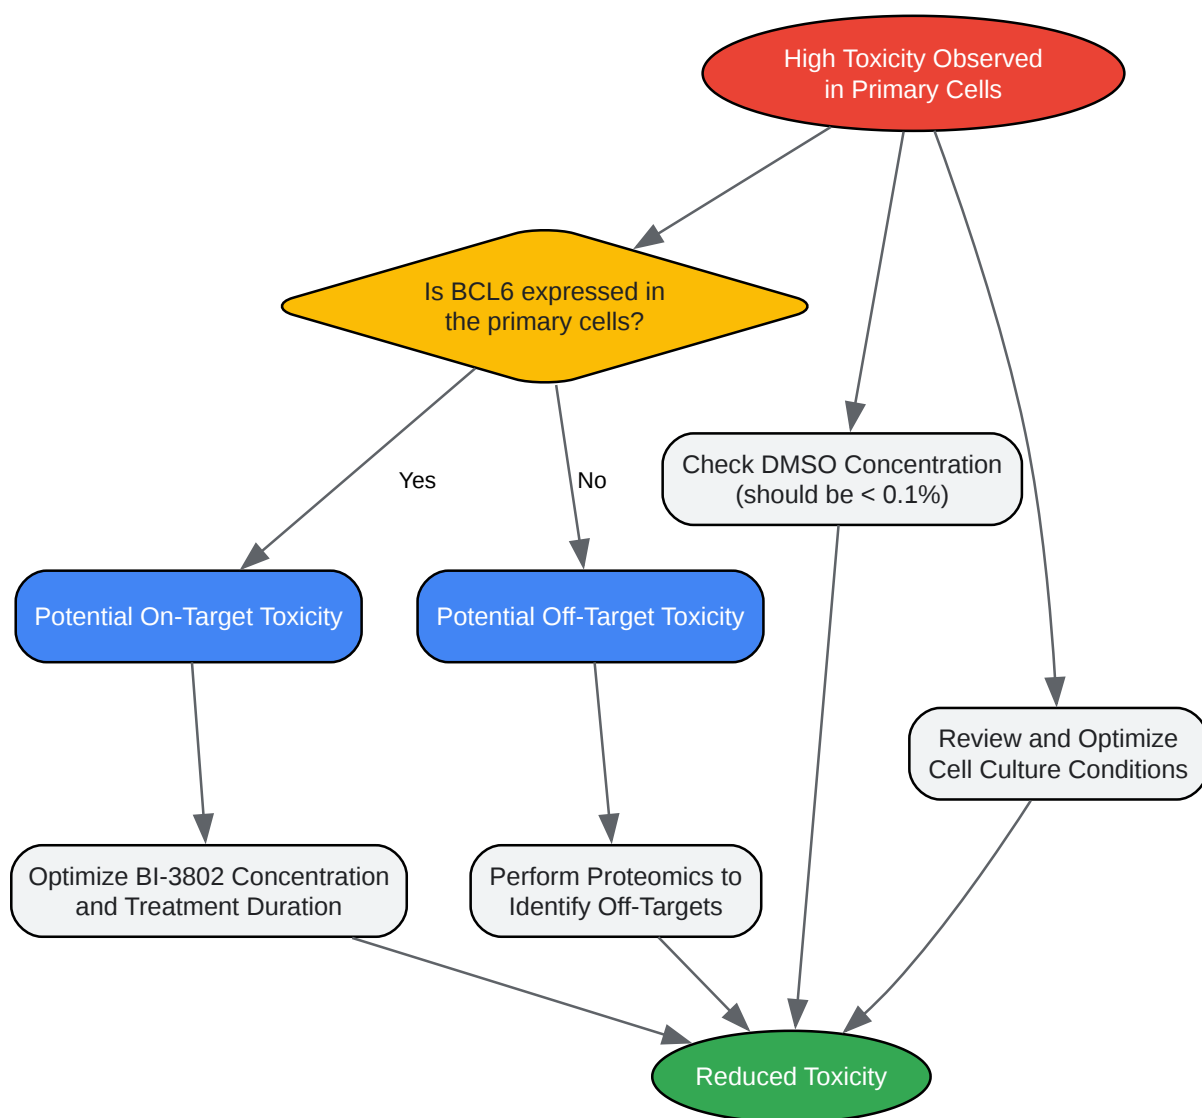 High Toxicity Observed
in Primary Cells
Is BCL6 expressed in
the primary cells?
Check DMSO Concentration
(should be < 0.1%)
Yes
No
Potential On-Target Toxicity
Potential Off-Target Toxicity
Review and Optimize
Cell Culture Conditions
Optimize BI-3802 Concentration
and Treatment Duration
Perform Proteomics to
Identify Off-Targets
Reduced Toxicity